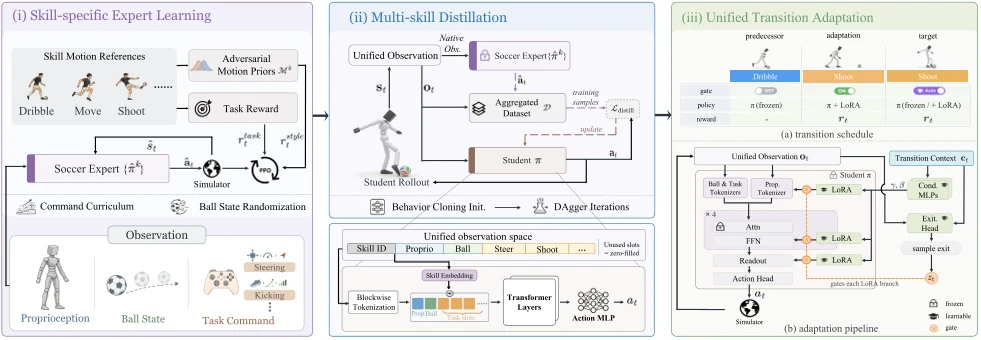 (i) Skill-specific Expert Learning
Skill Motion References
Dribble Move Shoot
......
Adversarial
Motion Priors
Task Reward
Soccer Expert
Simulator
PPO
Command Curriculum
Ball State Randomization
Observation
Steering
Kicking
Proprioception
Ball State
Task Command
(ii) Multi-skill Distillation
Unified Observation
Native
Obs.
Soccer Expert
Aggregated
Dataset
training
samples
update
Student π
Student Rollout
Behavior Cloning Init.
DAgger Iterations
Unified observation space
Skill ID Proprio Ball Steer Shoot ...
Unused slots
= zero-filled
Skill Embedding
Blockwise
Tokenization
Prop. Ball Task slots
Transformer
Layers
Action MLP
(iii) Unified Transition Adaptation
predecessor adaptation target
Dribble Shoot Shoot
gate OFF ON
policy π(frozen) π + LoRA π(frozen / + LoRA)
reward - rt rt
(a) transition schedule
Unified Observation ot
Transition Context
Student π
Ball & Task
Tokenizers
Prop.
Tokenizer
LoRA
γ, β
Cond.
MLPs
× 4
Attn
FFN
LoRA
Exit.
Head
Readout
LoRA
sample exit
Action Head
gates each LoRA branch
at
zt
Simulator
frozen
learnable
gate
(b) adaptation pipeline